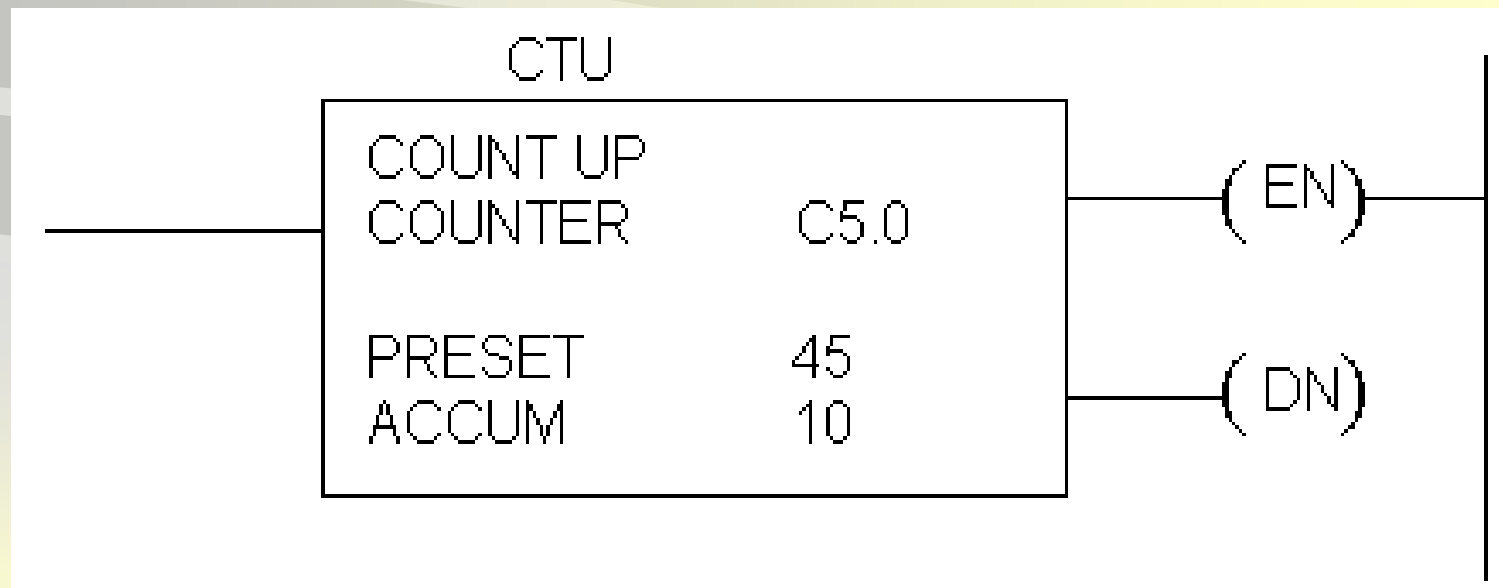 CTU
COUNT UP
COUNTER C5.0
(EN)
PRESET 45
(DN)
ACCUM 10